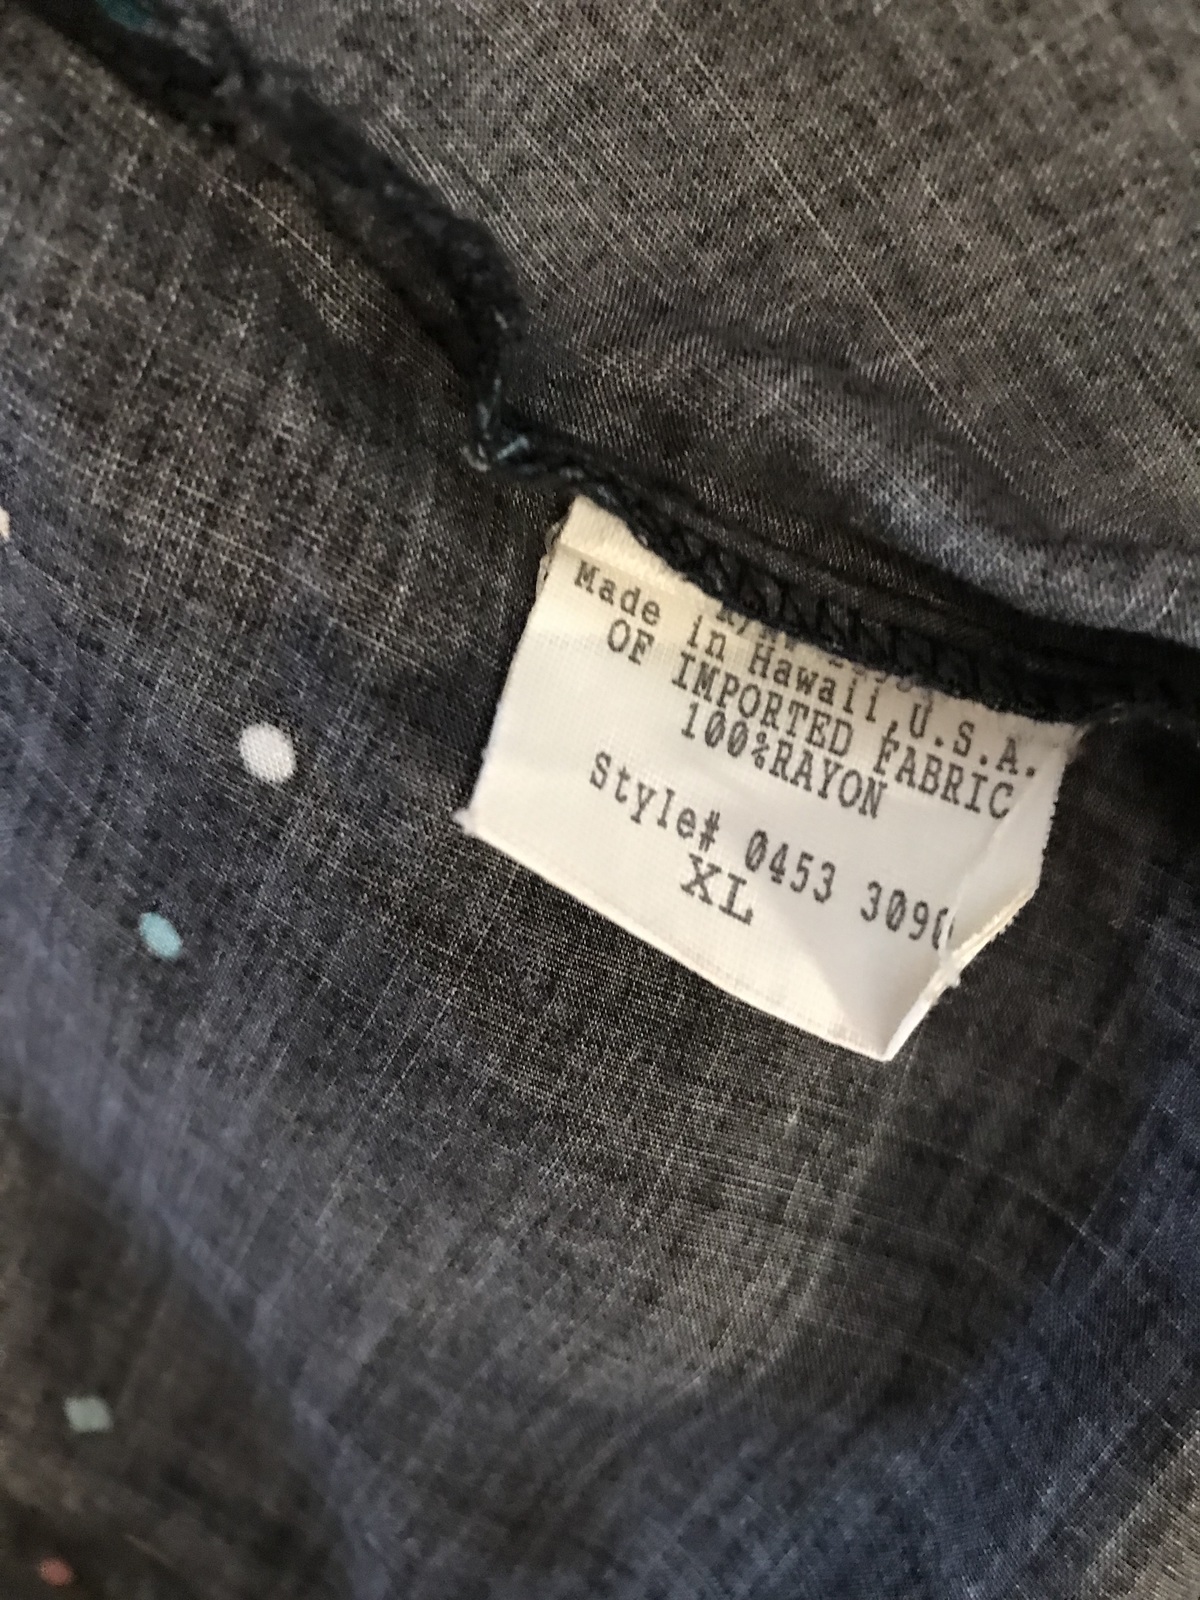 Made in Hawaii,U.S.A.
OF IMPORTED FABRIC
100%RAYON
Style# 0453 3090
XL